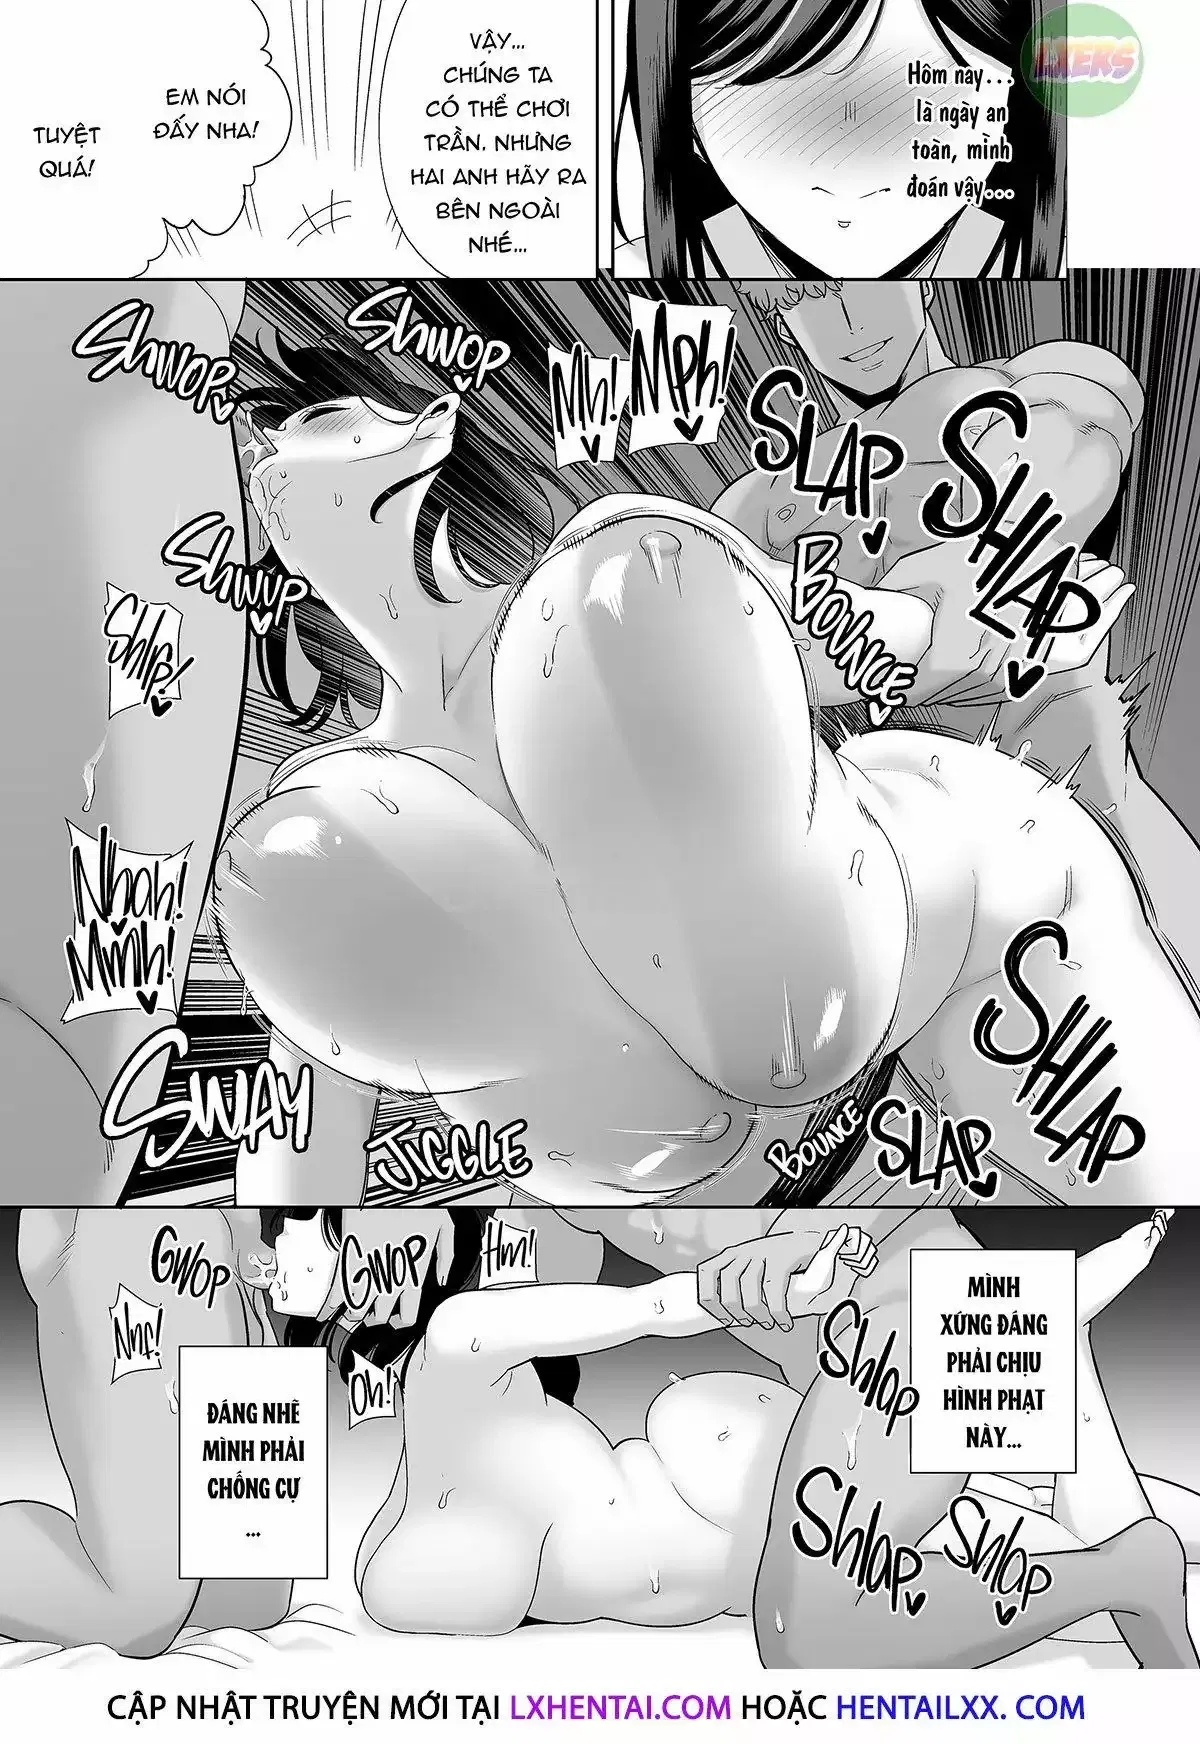 LXERS
Hôm nay...
là ngày an
toàn, mình
đoán vậy...
VẬY...
CHÚNG TA
CÓ THỂ CHƠI
TRẦN. NHƯNG
HAI ANH HÃY RA
BÊN NGOÀI
NHÉ...
EM NÓI
ĐẤY NHA!
TUYỆT
QUÁ!
SHLAP
SLAP
BOUNCE
MPH!
MH!
SHWOP
SHWOP
SHWUP
Shlrp!
Nhoah!
Mmh!
SHLAP
SLAP
BOUNCE
JIGGLE
SWAY
MÌNH
XỨNG ĐÁNG
PHẢI CHỊU
HÌNH PHẠT
NÀY...
Shlap
Shlap
Shlap
Hm!
GWOP
GWOP
Oh!
Nnf!
ĐÁNG NHẼ
MÌNH PHẢI
CHỐNG CỰ
...
CẬP NHẬT TRUYỆN MỚI TẠI LXHENTAI.COM HOẶC HENTAILXX. COM